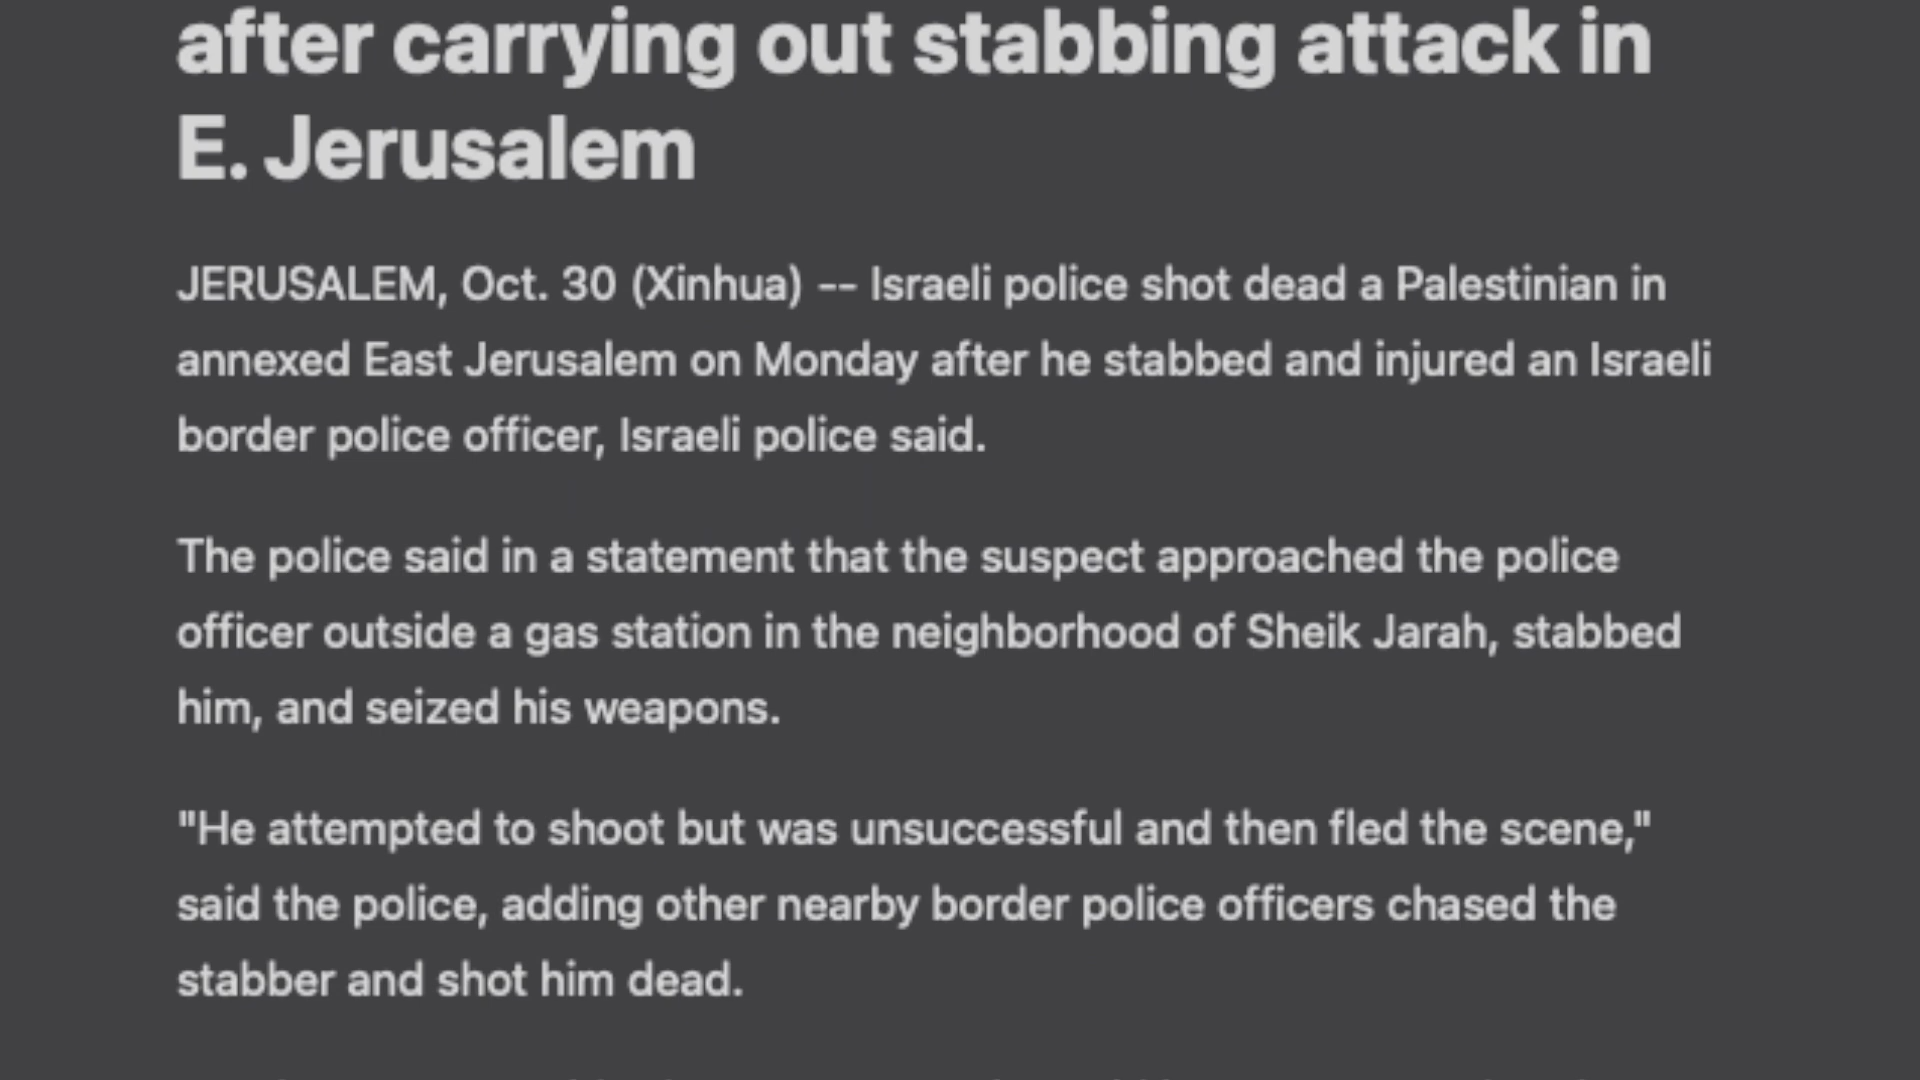 after carrying out stabbing attack in
E. Jerusalem
JERUSALEM, Oct. 30 (Xinhua) -- Israeli police shot dead a Palestinian in
annexed East Jerusalem on Monday after he stabbed and injured an Israeli
border police officer, Israeli police said.
The police said in a statement that the suspect approached the police
officer outside a gas station in the neighborhood of Sheik Jarah, stabbed
him, and seized his weapons.
"He attempted to shoot but was unsuccessful and then fled the scene,"
said the police, adding other nearby border police officers chased the
stabber and shot him dead.